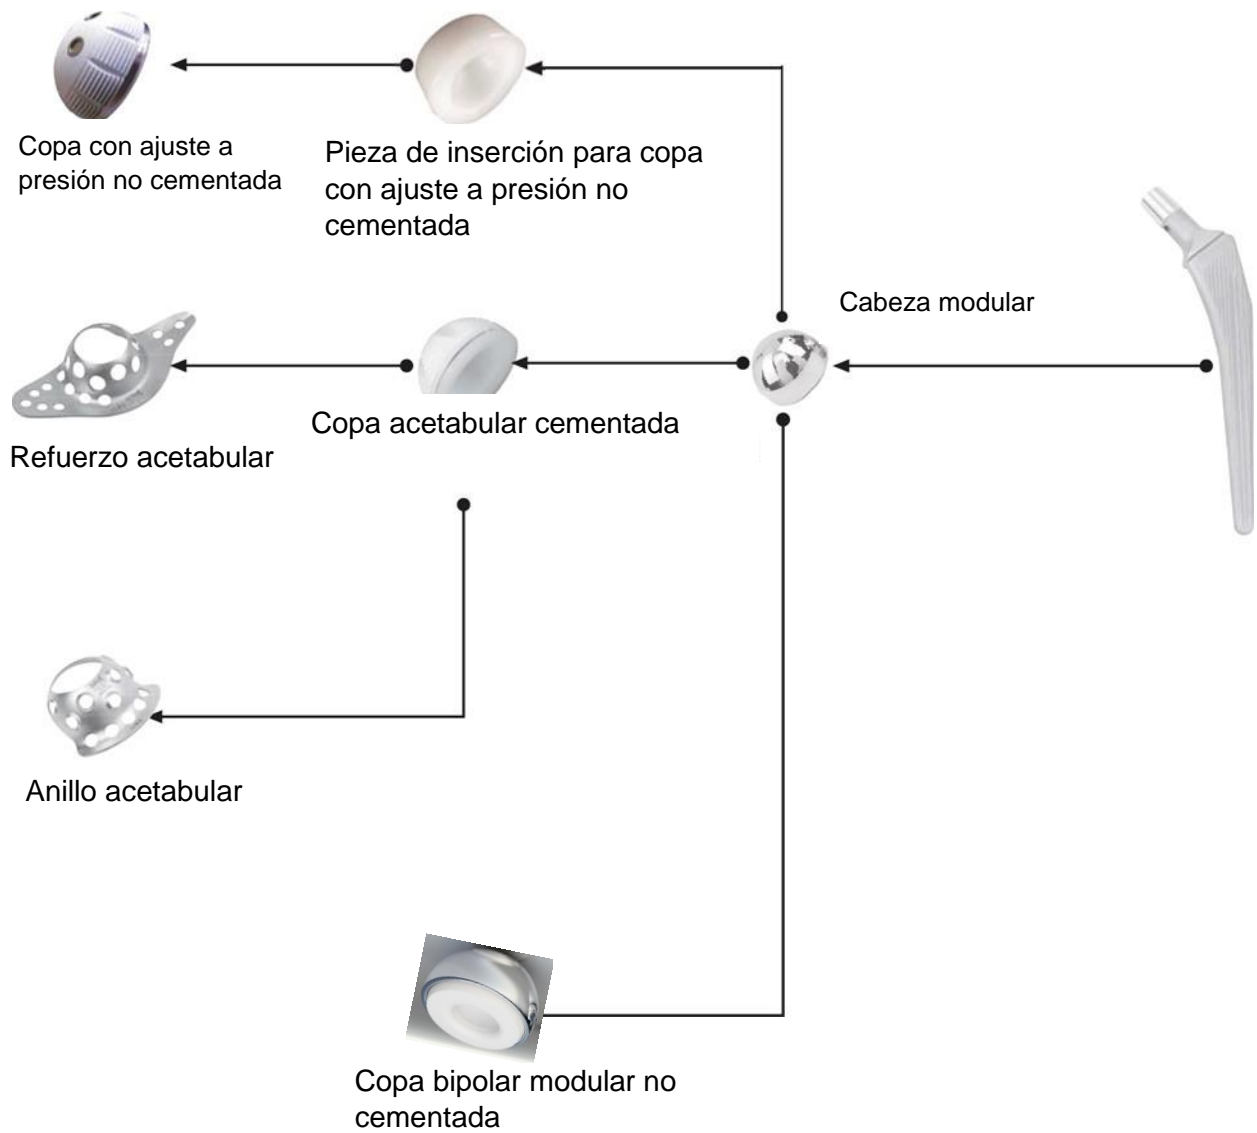 Copa con ajuste a
presión no cementada
Pieza de inserción para copa
con ajuste a presión no
cementada
Cabeza modular
Copa acetabular cementada
Refuerzo acetabular
Anillo acetabular
Copa bipolar modular no
cementada